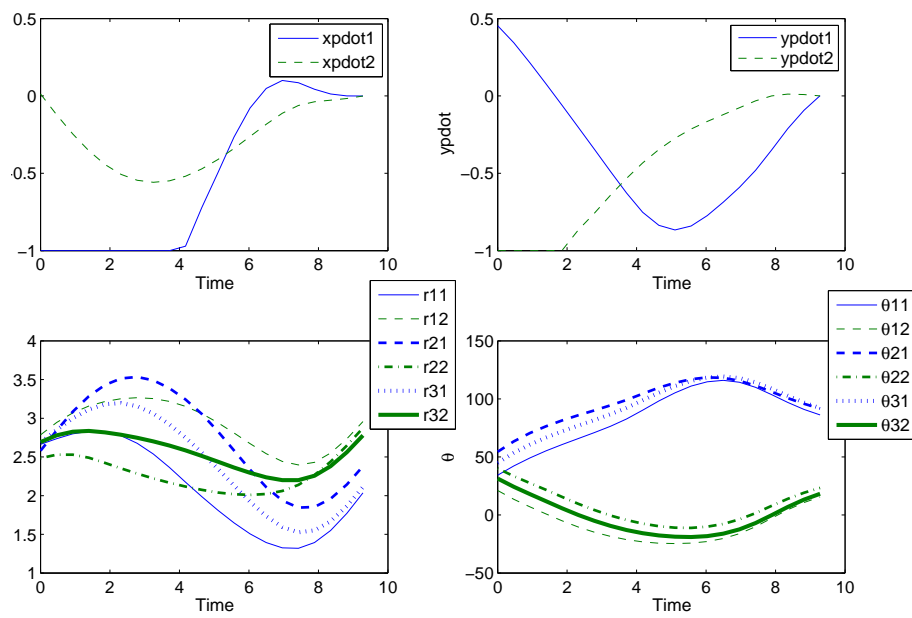 0.5
0
-0.5
−1
0
2
4
6
8
10
Time
xpdot1
xpdot2
0.5
0
−0.5
−1
0
2
4
6
8
10
Time
ypdot
ypdot1
ypdot2
4
3.5
3
2.5
2
1.5
1
0
2
4
6
8
10
Time
r11
r12
r21
r22
r31
r32
150
100
50
0
−50
0
2
4
6
8
10
Time
θ
θ11
θ12
θ21
θ22
θ31
θ32